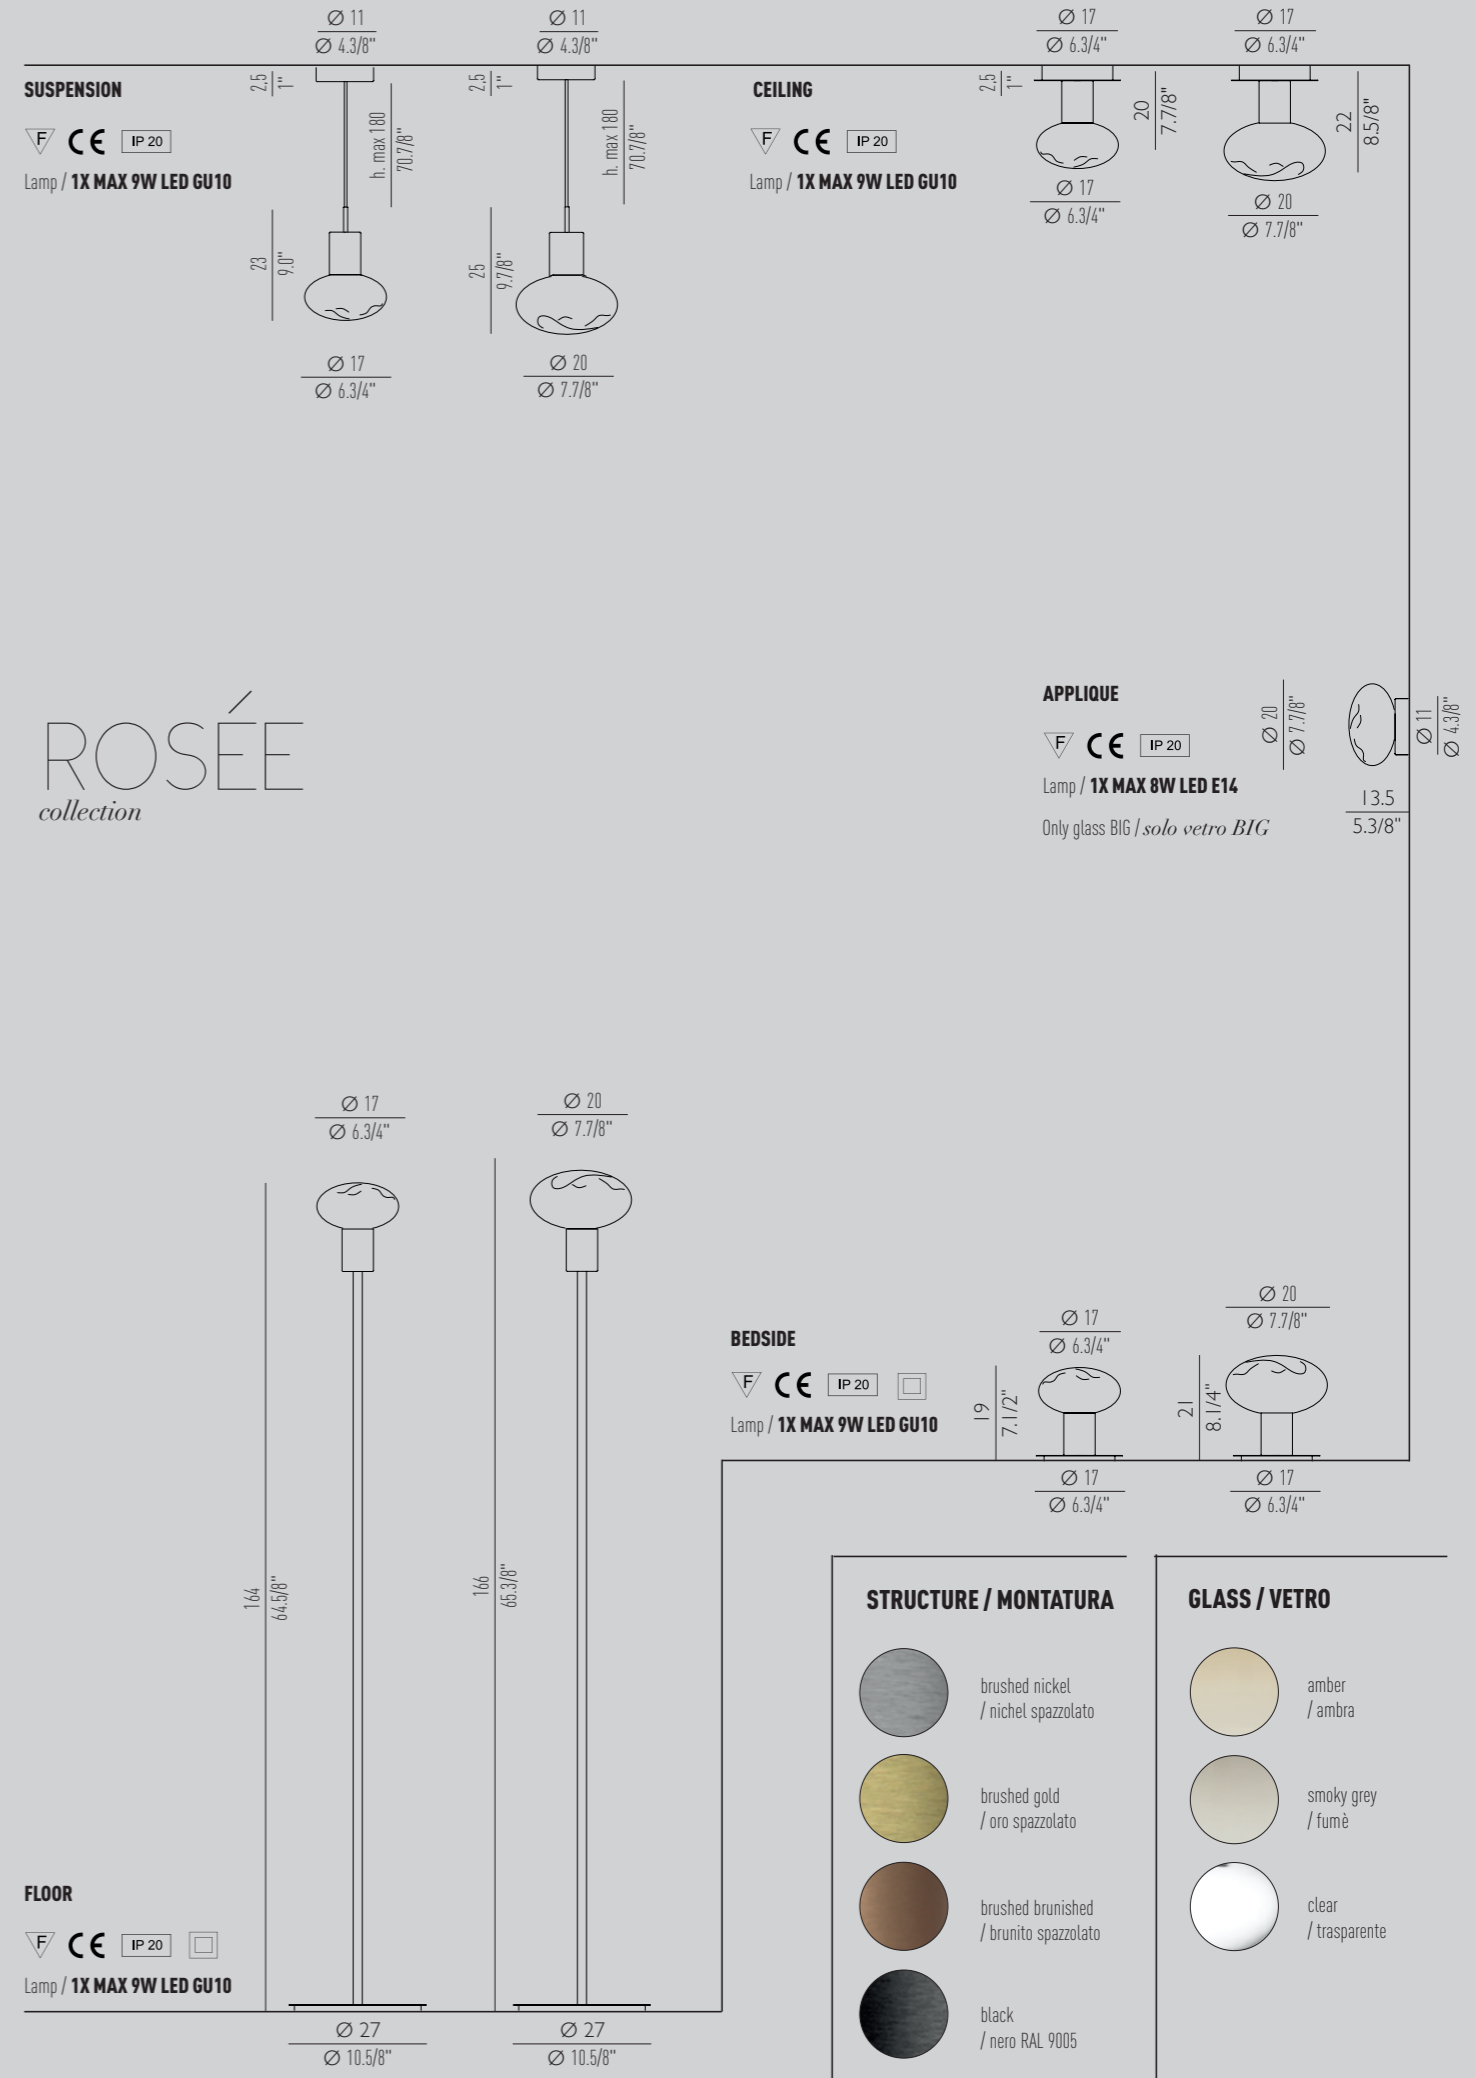 Ø 11
Ø 4.3/8"
Ø 11
Ø 4.3/8"
SUSPENSION
2,5
1"
2,5
1"
h. max 180
70.7/8"
h. max 180
70.7/8"
F CE IP 20
Lamp / 1X MAX 9W LED GU10
23
9.0"
25
9.7/8"
Ø 17
Ø 6.3/4"
Ø 20
Ø 7.7/8"
Ø 17
Ø 6.3/4"
Ø 17
Ø 6.3/4"
CEILING
2,5
1"
20
7.7/8"
22
8.5/8"
F CE IP 20
Lamp / 1X MAX 9W LED GU10
Ø 17
Ø 6.3/4"
Ø 20
Ø 7.7/8"
ROSÉE
collection
APPLIQUE
F CE IP 20
Lamp / 1X MAX 8W LED E14
Only glass BIG / solo vetro BIG
Ø 20
Ø 7.7/8"
Ø 11
Ø 4.3/8"
13.5
5.3/8"
Ø 17
Ø 6.3/4"
Ø 20
Ø 7.7/8"
164
64.5/8"
166
65.3/8"
FLOOR
F CE IP 20
Lamp / 1X MAX 9W LED GU10
Ø 27
Ø 10.5/8"
Ø 27
Ø 10.5/8"
BEDSIDE
F CE IP 20
Lamp / 1X MAX 9W LED GU10
Ø 17
Ø 6.3/4"
Ø 20
Ø 7.7/8"
19
7.1/2"
21
8.1/4"
Ø 17
Ø 6.3/4"
Ø 17
Ø 6.3/4"
STRUCTURE / MONTATURA
brushed nickel
/ nichel spazzolato
brushed gold
/ oro spazzolato
brushed brunished
/ brunito spazzolato
black
/ nero RAL 9005
GLASS / VETRO
amber
/ ambra
smoky grey
/ fumè
clear
/ trasparente